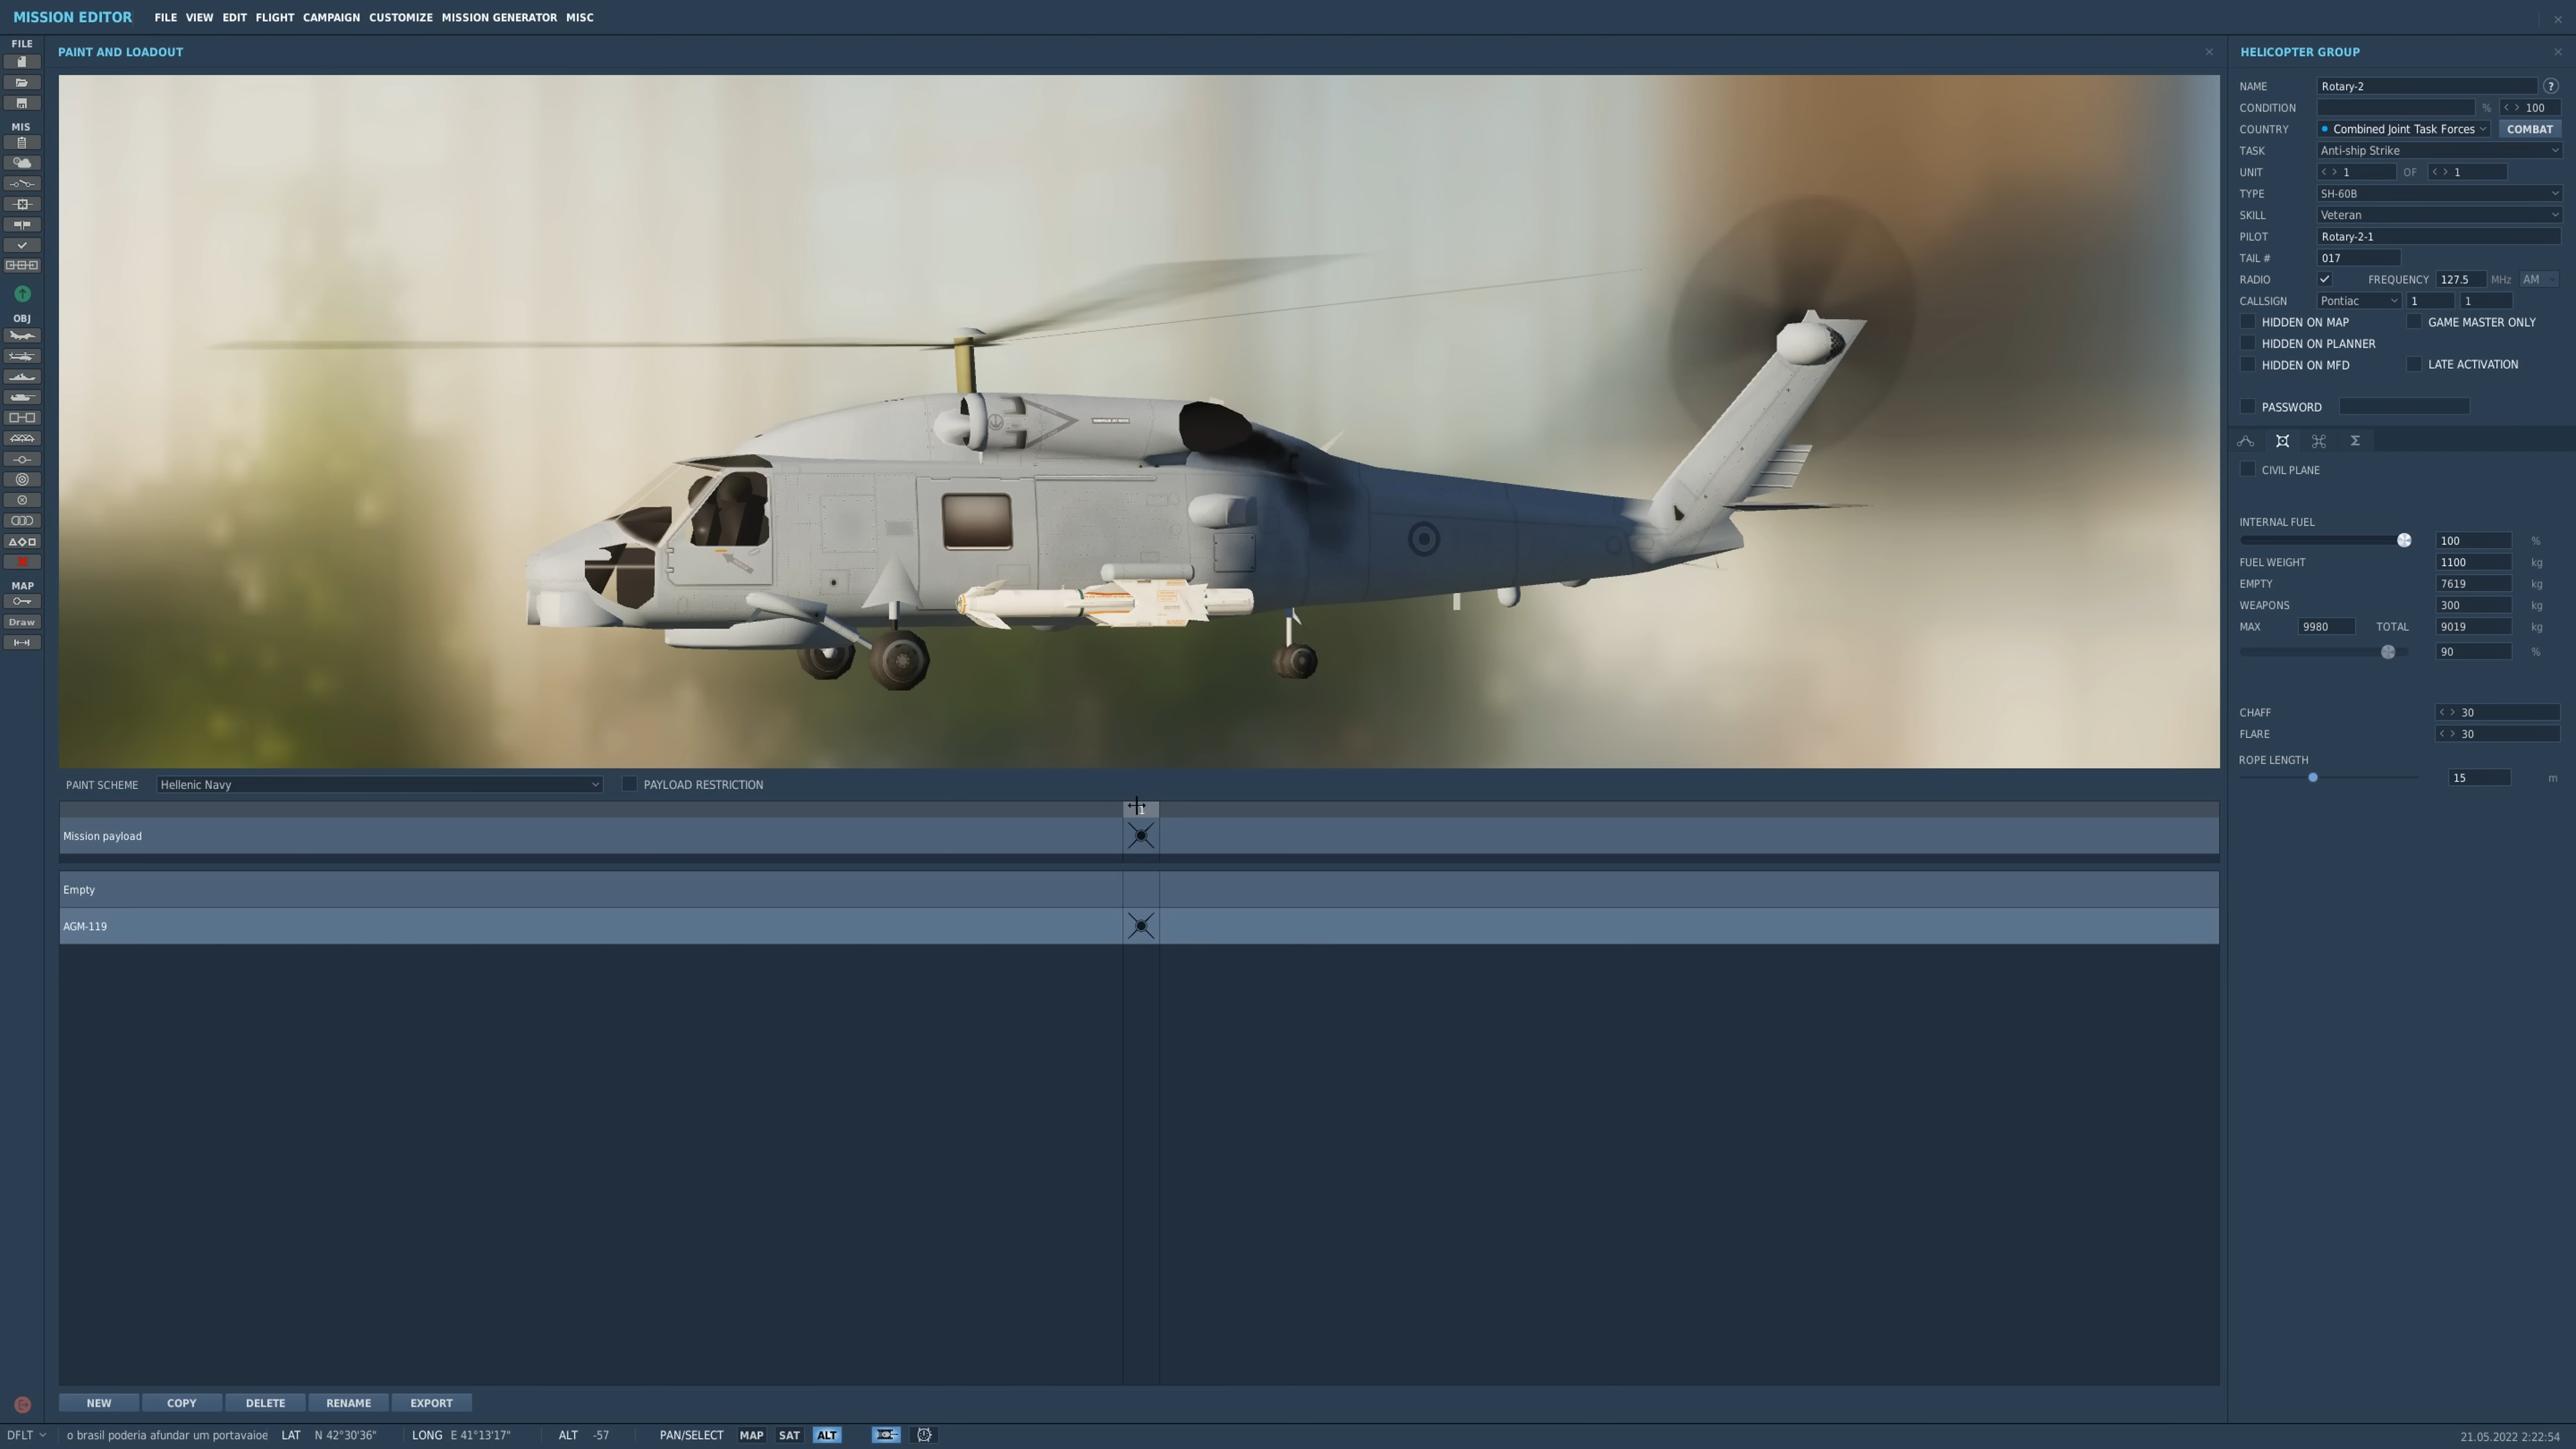 MISSION EDITOR FILE VIEW EDIT FLIGHT CAMPAIGN CUSTOMIZE MISSION GENERATOR MISC
FILE
MIS
OBJ
MAP
Draw
PAINT AND LOADOUT
PAINT SCHEME Hellenic Navy PAYLOAD RESTRICTION
1
Mission payload
Empty
AGM-119
NEW COPY DELETE RENAME EXPORT
HELICOPTER GROUP
NAME Rotary-2 ?
CONDITION % < > 100
COUNTRY Combined Joint Task Forces COMBAT
TASK Anti-ship Strike
UNIT < > 1 OF < > 1
TYPE SH-60B
SKILL Veteran
PILOT Rotary-2-1
TAIL # 017
RADIO FREQUENCY 127.5 MHz AM
CALLSIGN Pontiac 1 1
HIDDEN ON MAP GAME MASTER ONLY
HIDDEN ON PLANNER
HIDDEN ON MFD LATE ACTIVATION
PASSWORD
CIVIL PLANE
INTERNAL FUEL
100 %
FUEL WEIGHT 1100 kg
EMPTY 7619 kg
WEAPONS 300 kg
MAX 9980 TOTAL 9019 kg
90 %
CHAFF < > 30
FLARE < > 30
ROPE LENGTH
15 m
DFLT o brasil poderia afundar um portavaioe LAT N 42°30'36" LONG E 41°13'17" ALT -57 PAN/SELECT MAP SAT ALT 21.05.2022 2:22:54